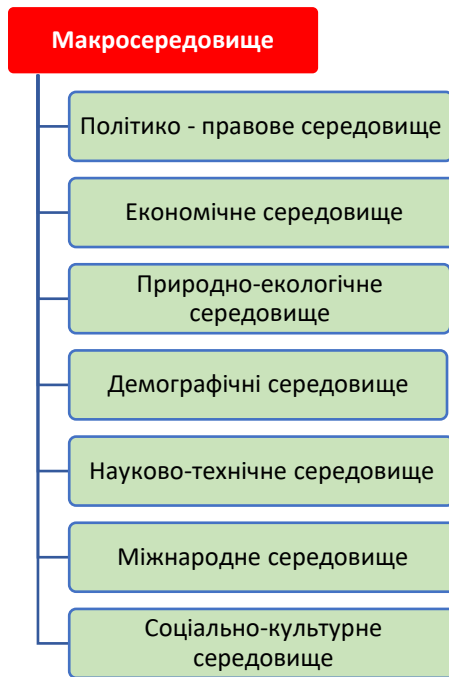 Макросередовище
Політико - правове середовище
Економічне середовище
Природно-екологічне
середовище
Демографічні середовище
Науково-технічне середовище
Міжнародне середовище
Соціально-культурне
середовище